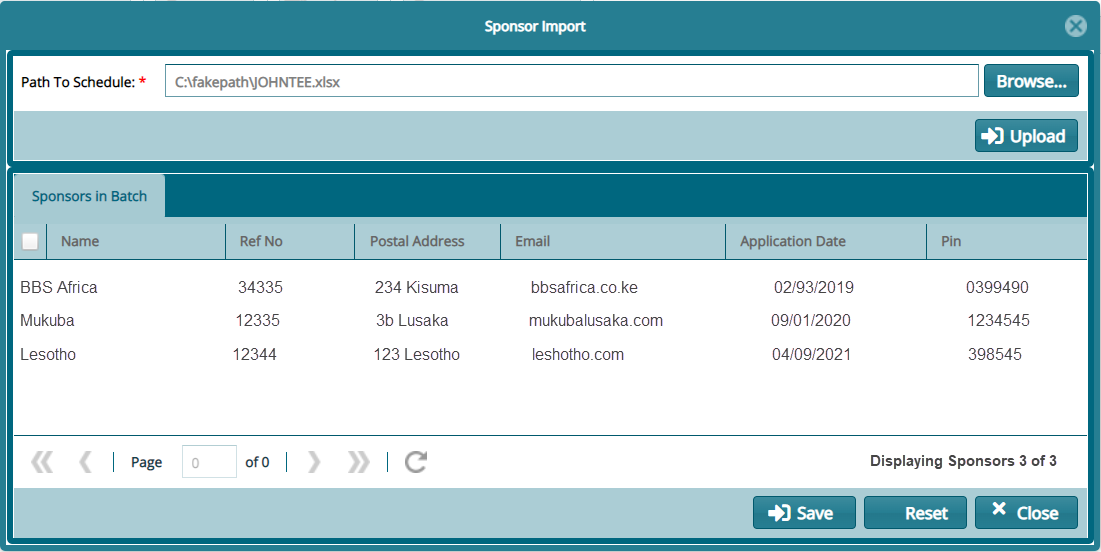 Sponsor Import
Path To Schedule: * C:\fakepath\JOHNTEE.xlsx Browse...
Upload
Sponsors in Batch
Name Ref No Postal Address Email Application Date Pin
BBS Africa 34335 234 Kisuma bbsafrica.co.ke 02/93/2019 0399490
Mukuba 12335 3b Lusaka mukubalusaka.com 09/01/2020 1234545
Lesotho 12344 123 Lesotho leshotho.com 04/09/2021 398545
Page 0 of 0 Displaying Sponsors 3 of 3
Save Reset Close